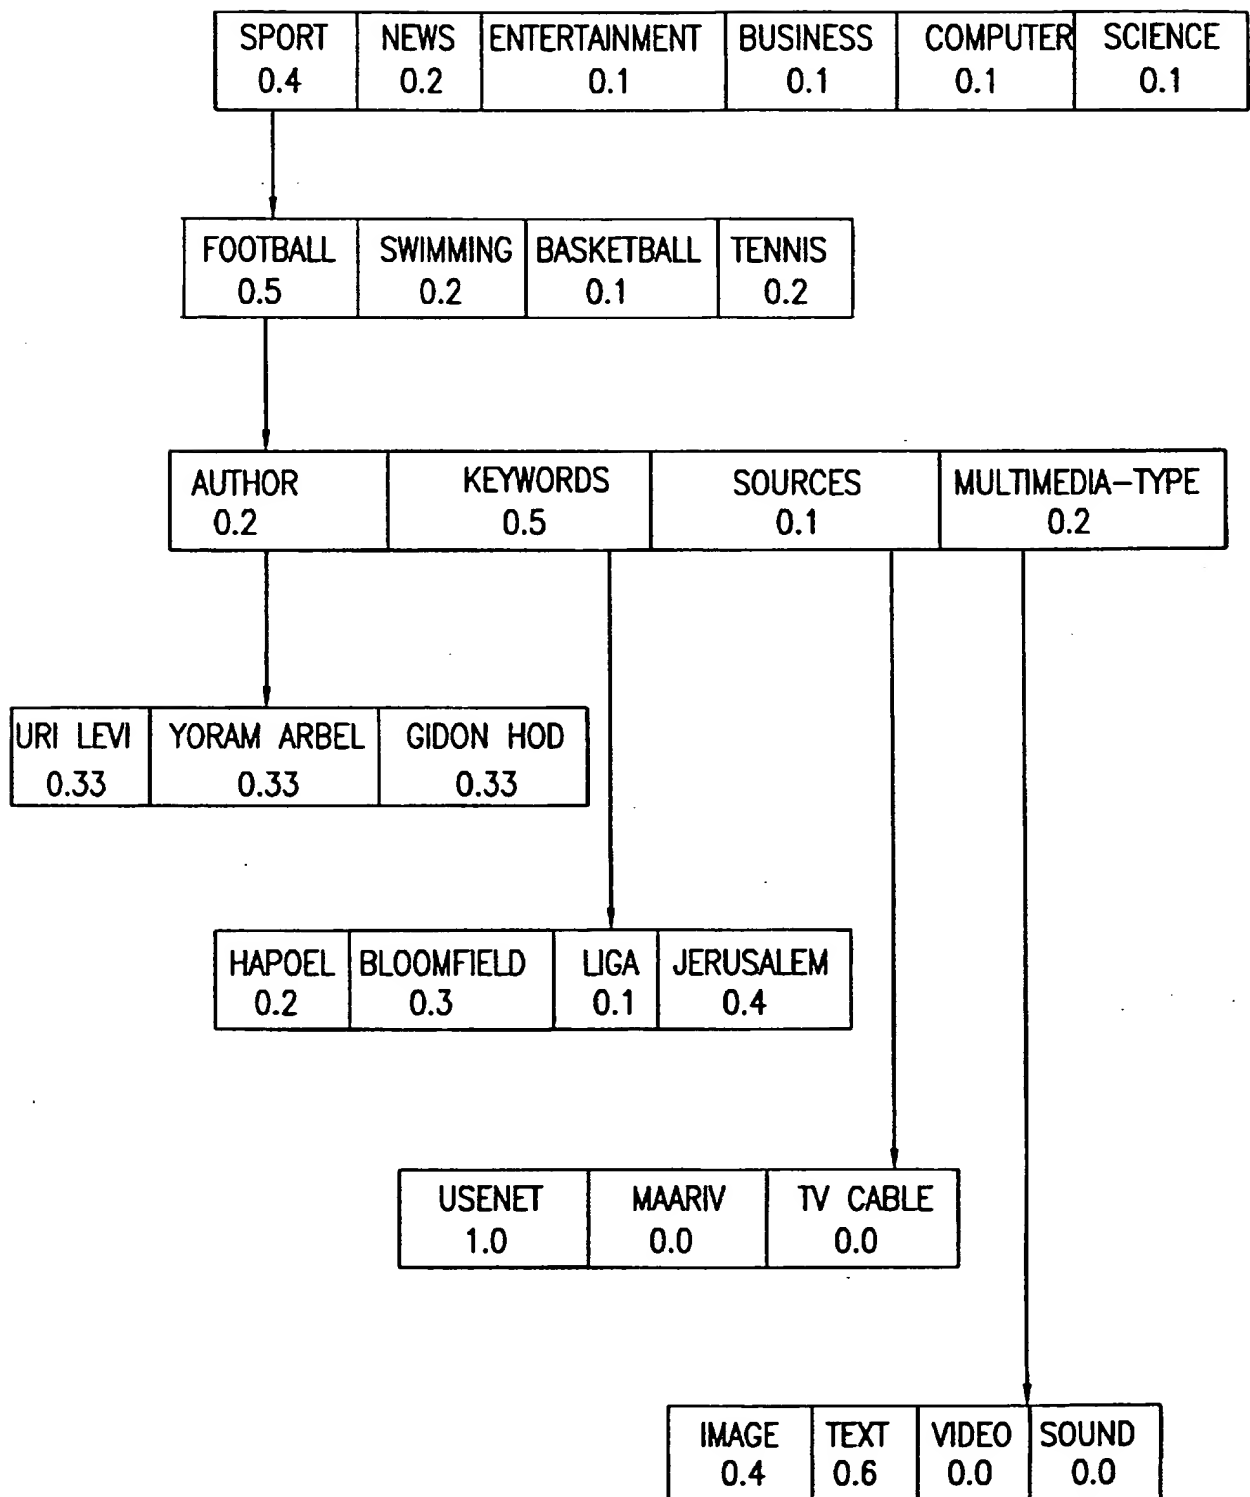 SPORT NEWS ENTERTAINMENT BUSINESS COMPUTER SCIENCE
0.4 0.2 0.1 0.1 0.1 0.1
FOOTBALL SWIMMING BASKETBALL TENNIS
0.5 0.2 0.1 0.2
AUTHOR KEYWORDS SOURCES MULTIMEDIA-TYPE
0.2 0.5 0.1 0.2
URI LEVI YORAM ARBEL GIDON HOD
0.33 0.33 0.33
HAPOEL BLOOMFIELD LIGA JERUSALEM
0.2 0.3 0.1 0.4
USENET MAARIV TV CABLE
1.0 0.0 0.0
IMAGE TEXT VIDEO SOUND
0.4 0.6 0.0 0.0